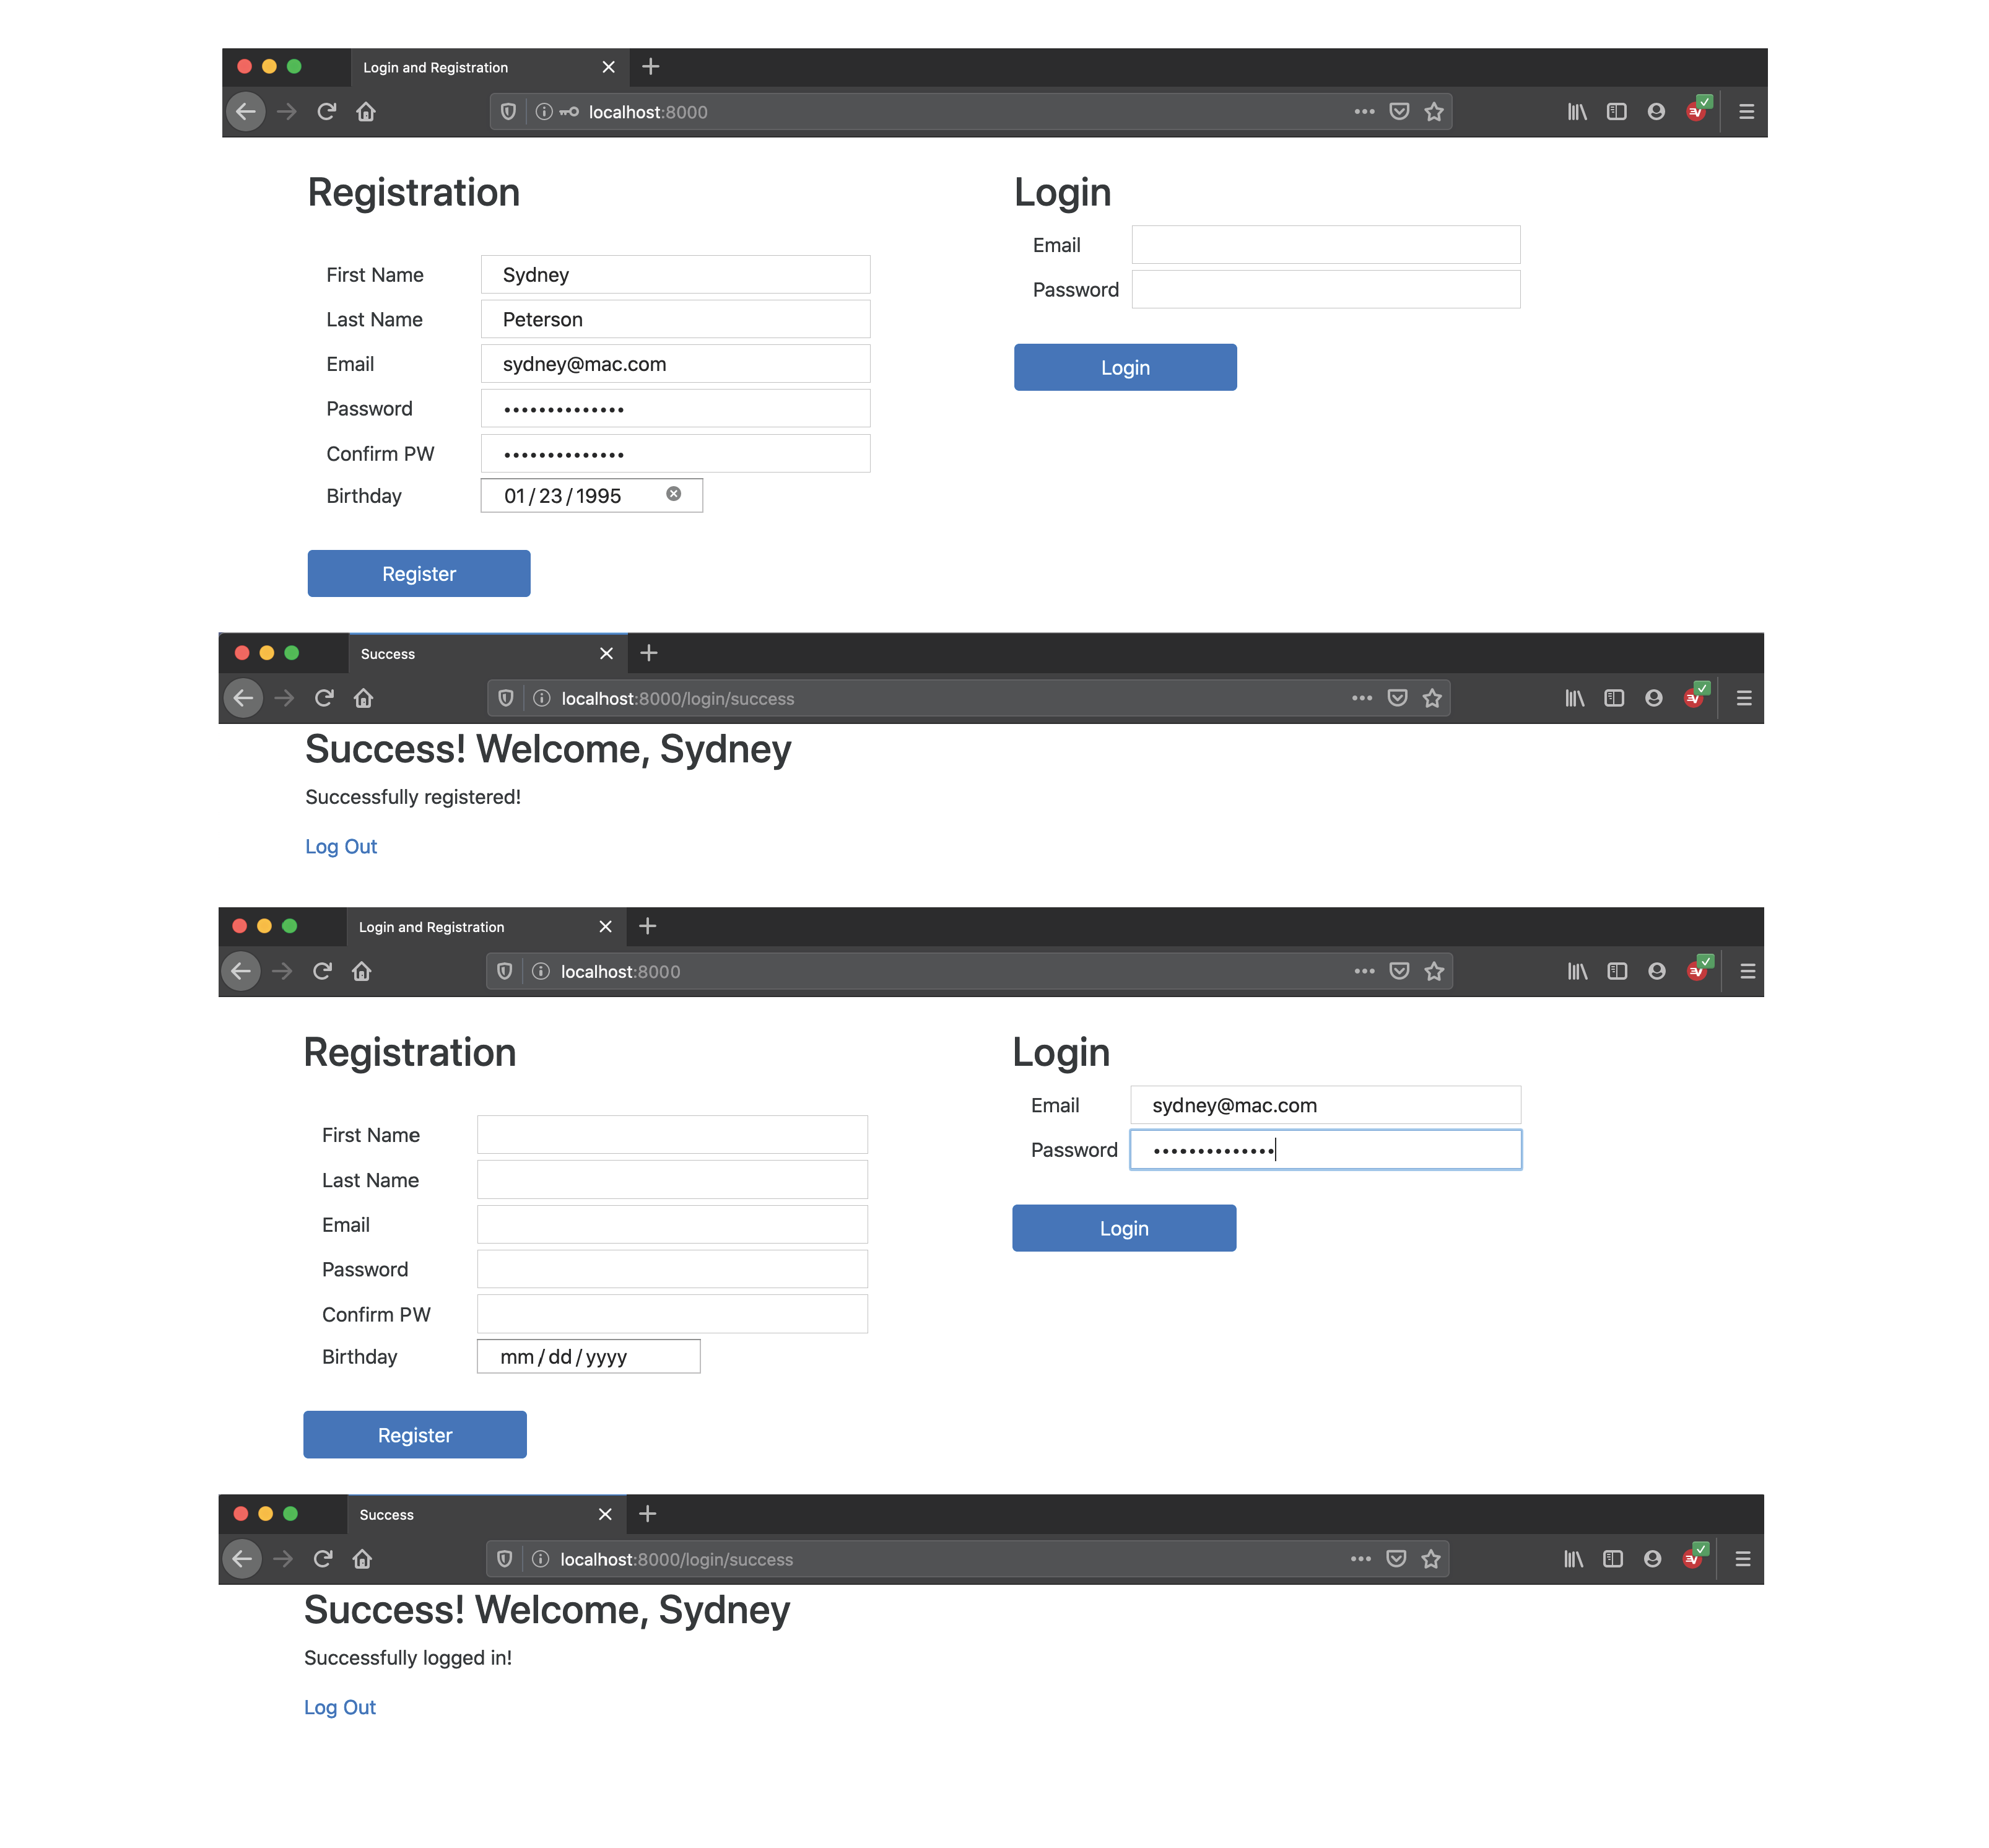 Login and Registration
localhost:8000
Registration
First Name Sydney
Last Name Peterson
Email sydney@mac.com
Password ••••••••••••••
Confirm PW ••••••••••••••
Birthday 01/23/1995
Register
Login
Email
Password
Login
Success
localhost:8000/login/success
Success! Welcome, Sydney
Successfully registered!
Log Out
Login and Registration
localhost:8000
Registration
First Name
Last Name
Email
Password
Confirm PW
Birthday mm/dd/yyyy
Register
Login
Email sydney@mac.com
Password ••••••••••••••
Login
Success
localhost:8000/login/success
Success! Welcome, Sydney
Successfully logged in!
Log Out